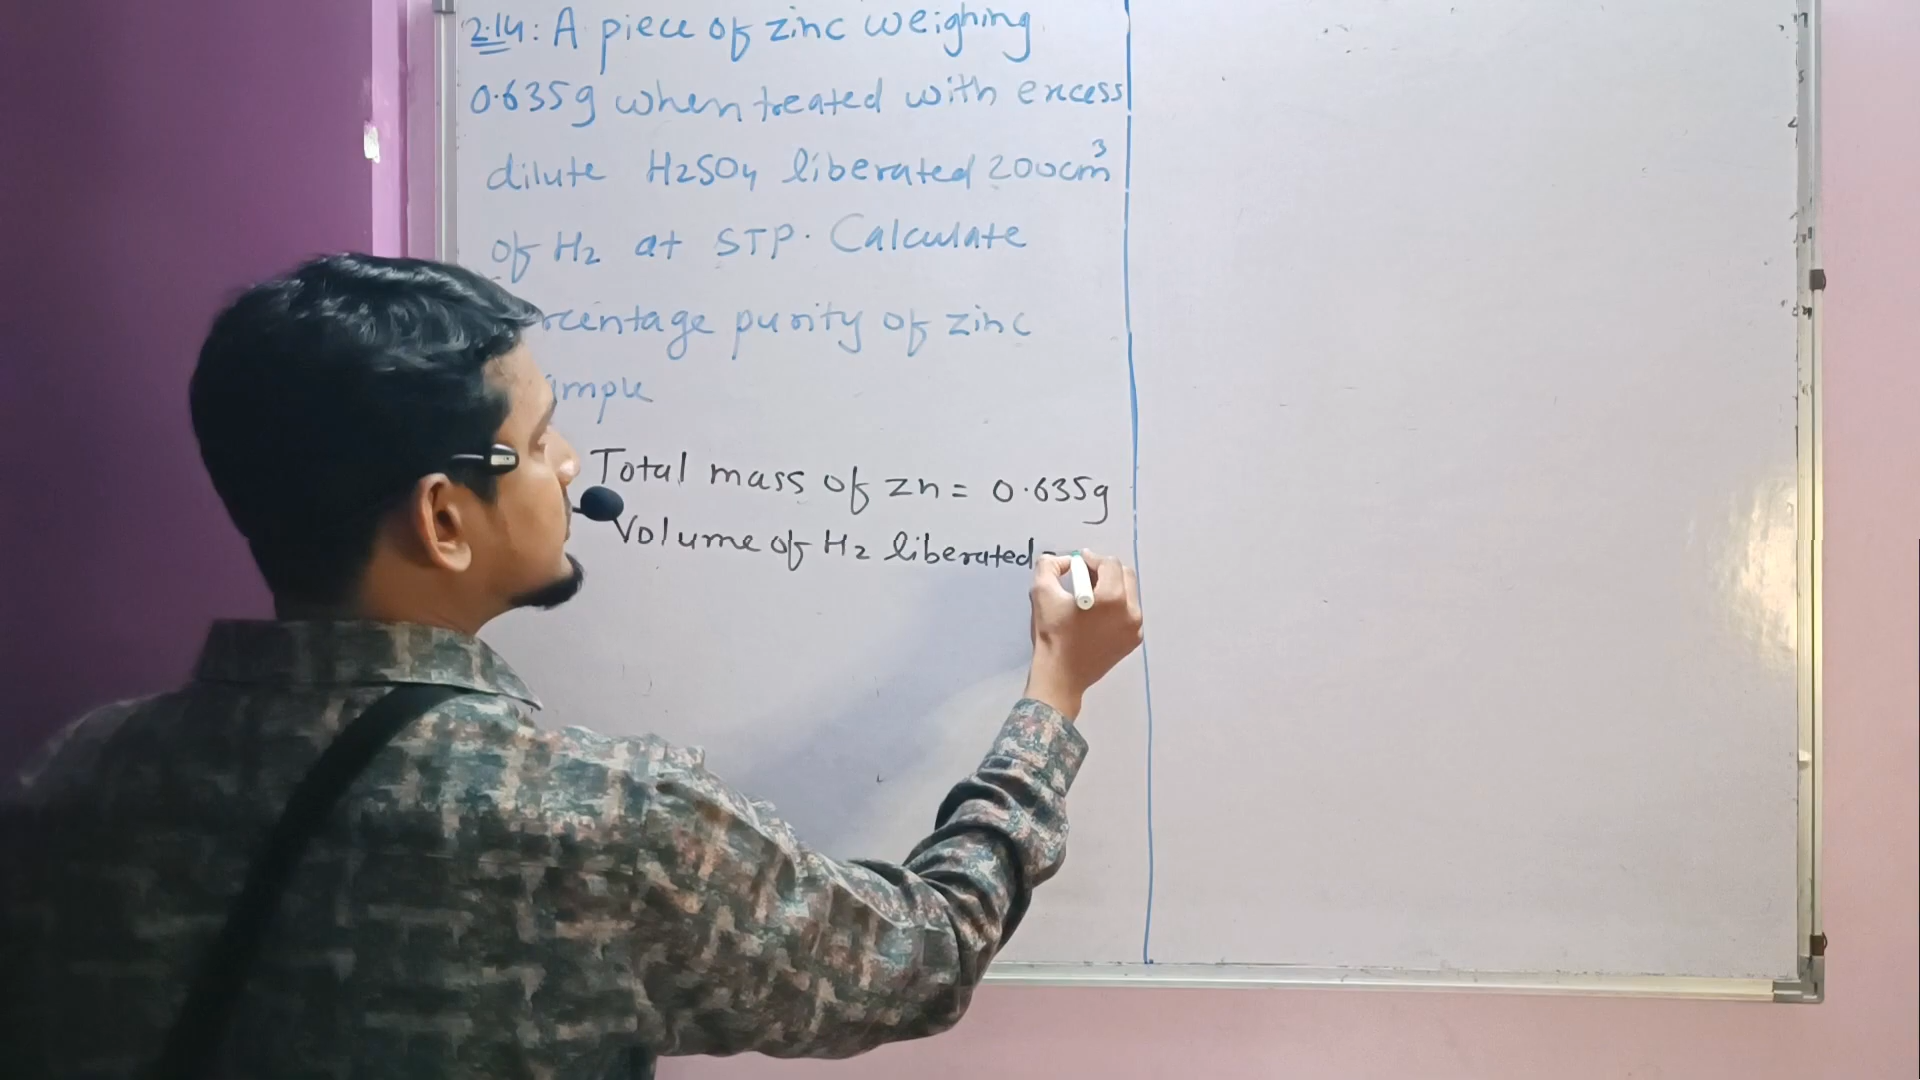 2.14: A piece of zinc weighing
0.635g when treated with excess
dilute H2SO4 liberated 200cm³
of H2 at STP. Calculate
rcentage purity of zinc
Total mass of Zn = 0.635g
Volume of H2 liberated =